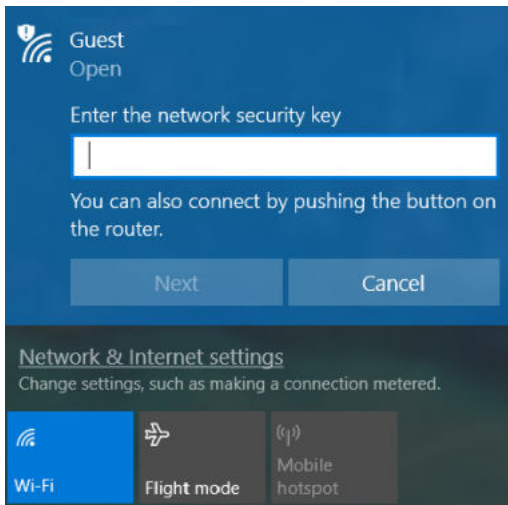 Guest
Open
Enter the network security key
You can also connect by pushing the button on
the router.
Next
Cancel
Network & Internet settings
Change settings, such as making a connection metered.
Wi-Fi
Flight mode
Mobile
hotspot